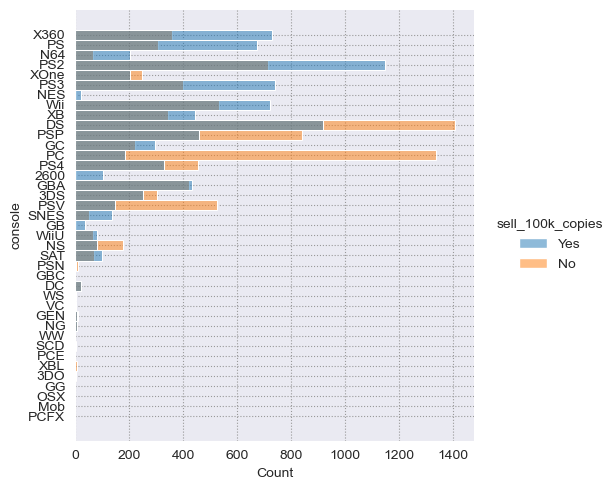 X360
PS
N64
PS2
XOne
PS3
NES
Wii
XB
DS
PSP
GC
PC
PS4
2600
GBA
3DS
PSV
SNES
GB
WiiU
NS
SAT
PSN
GBC
DC
WS
VC
GEN
NG
WW
SCD
PCE
XBL
3DO
GG
OSX
Mob
PCFX
console
0 200 400 600 800 1000 1200 1400
Count
sell_100k_copies
Yes
No